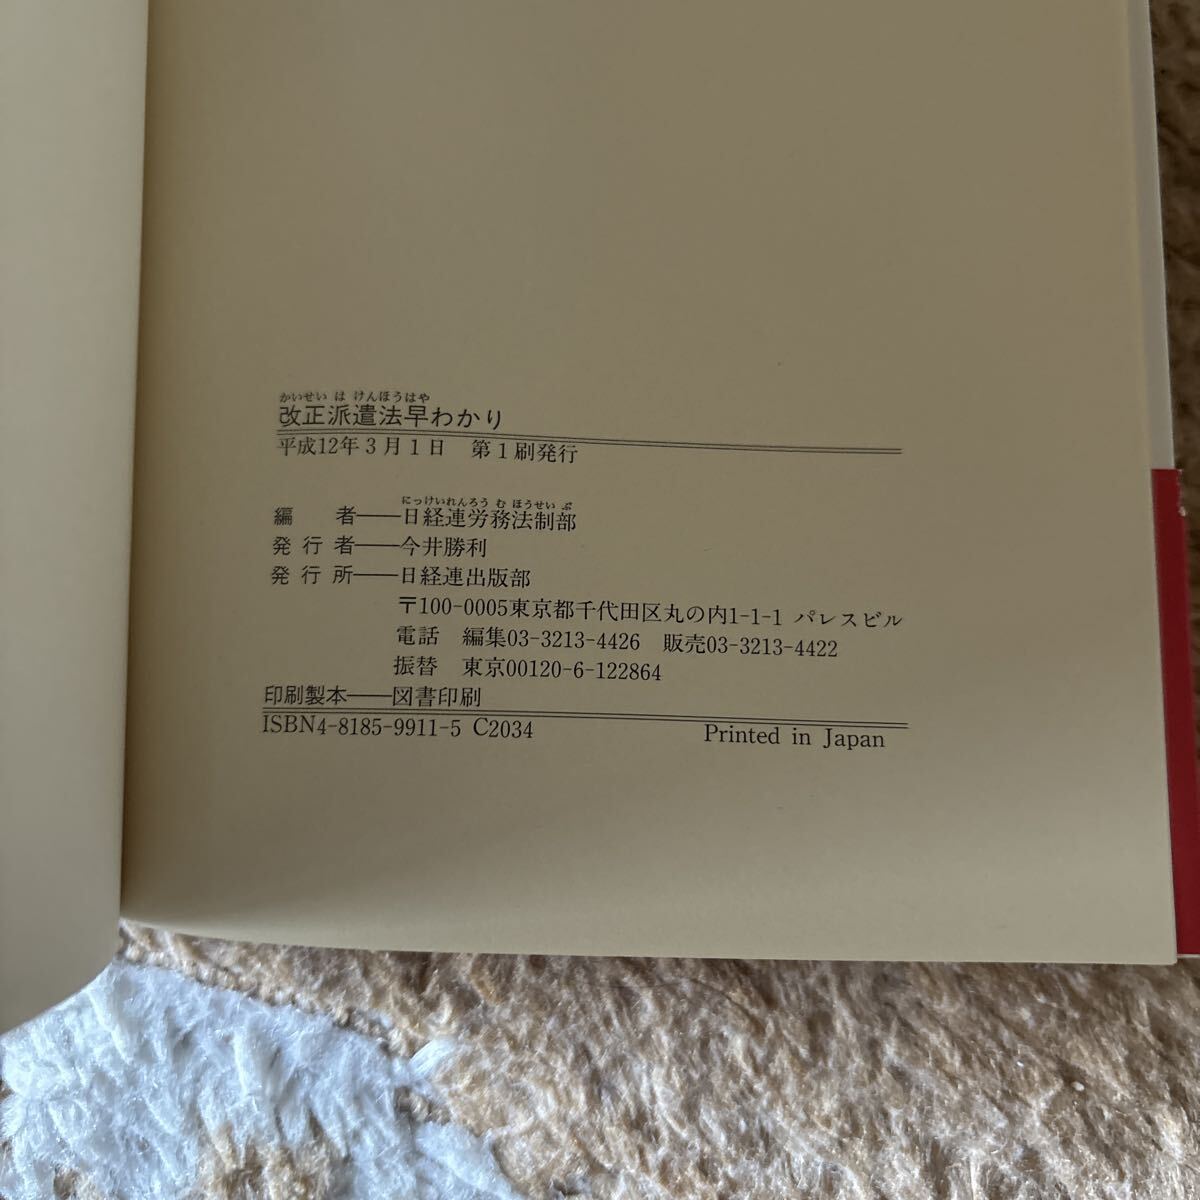 かいせい は けんほうはや
改正派遣法早わかり
平成12年3月1日 第1刷発行
にっけいれんろう む ほうせい ぶ
編者――日経連労務法制部
発行者――今井勝利
発行所――日経連出版部
〒100-0005東京都千代田区丸の内1-1-1 パレスビル
電話 編集03-3213-4426 販売03-3213-4422
振替 東京00120-6-122864
印刷製本――図書印刷
ISBN4-8185-9911-5 C2034 Printed in Japan